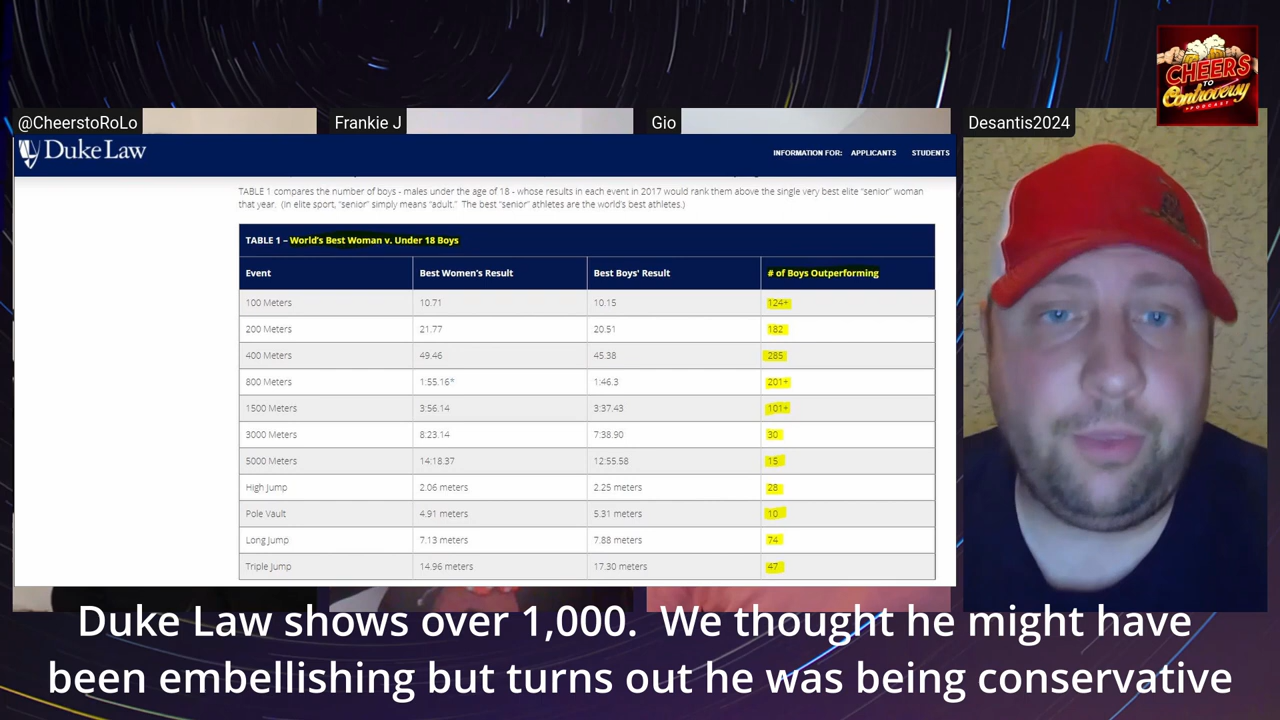 CHEERS
TO
Controversy
PODCAST
@CheerstoRoLo
Frankie J
Gio
Desantis2024
Duke Law
INFORMATION FOR: APPLICANTS STUDENTS
TABLE 1 compares the number of boys - males under the age of 18 - whose results in each event in 2017 would rank them above the single very best elite "senior" woman
that year. (In elite sport, "senior" simply means "adult." The best "senior" athletes are the world's best athletes.)
TABLE 1 – World's Best Woman v. Under 18 Boys
Event Best Women's Result Best Boys' Result # of Boys Outperforming
100 Meters 10.71 10.15 124+
200 Meters 21.77 20.51 182
400 Meters 49.46 45.38 285
800 Meters 1:55.16* 1:46.3 201+
1500 Meters 3:56.14 3:37.43 101+
3000 Meters 8:23.14 7:38.90 30
5000 Meters 14:18.37 12:55.58 15
High Jump 2.06 meters 2.25 meters 28
Pole Vault 4.91 meters 5.31 meters 10
Long Jump 7.13 meters 7.88 meters 74
Triple Jump 14.96 meters 17.30 meters 47
Duke Law shows over 1,000. We thought he might have
been embellishing but turns out he was being conservative